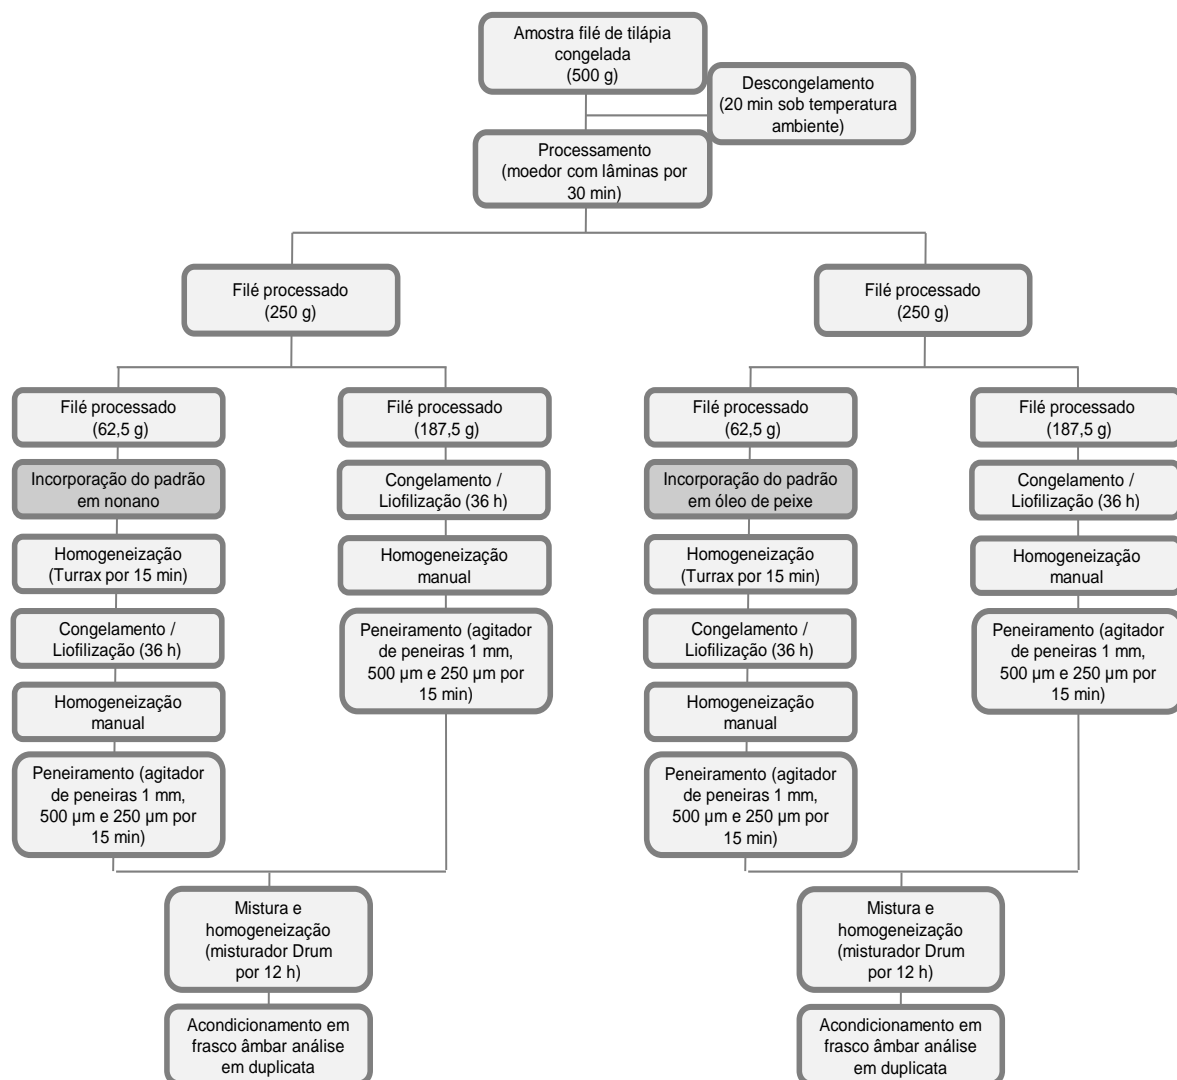 Amostra filé de tilápia
congelada
(500 g)
Descongelamento
(20 min sob temperatura
ambiente)
Processamento
(moedor com lâminas por
30 min)
Filé processado
(250 g)
Filé processado
(250 g)
Filé processado
(62,5 g)
Incorporação do padrão
em nonano
Homogeneização
(Turrax por 15 min)
Congelamento /
Liofilização (36 h)
Homogeneização
manual
Peneiramento (agitador
de peneiras 1 mm,
500 µm e 250 µm por
15 min)
Filé processado
(187,5 g)
Congelamento /
Liofilização (36 h)
Homogeneização
manual
Peneiramento (agitador
de peneiras 1 mm,
500 µm e 250 µm por
15 min)
Mistura e
homogeneização
(misturador Drum
por 12 h)
Acondicionamento em
frasco âmbar análise
em duplicata
Filé processado
(62,5 g)
Incorporação do padrão
em óleo de peixe
Homogeneização
(Turrax por 15 min)
Congelamento /
Liofilização (36 h)
Homogeneização
manual
Peneiramento (agitador
de peneiras 1 mm,
500 µm e 250 µm por
15 min)
Filé processado
(187,5 g)
Congelamento /
Liofilização (36 h)
Homogeneização
manual
Peneiramento (agitador
de peneiras 1 mm,
500 µm e 250 µm por
15 min)
Mistura e
homogeneização
(misturador Drum
por 12 h)
Acondicionamento em
frasco âmbar análise
em duplicata